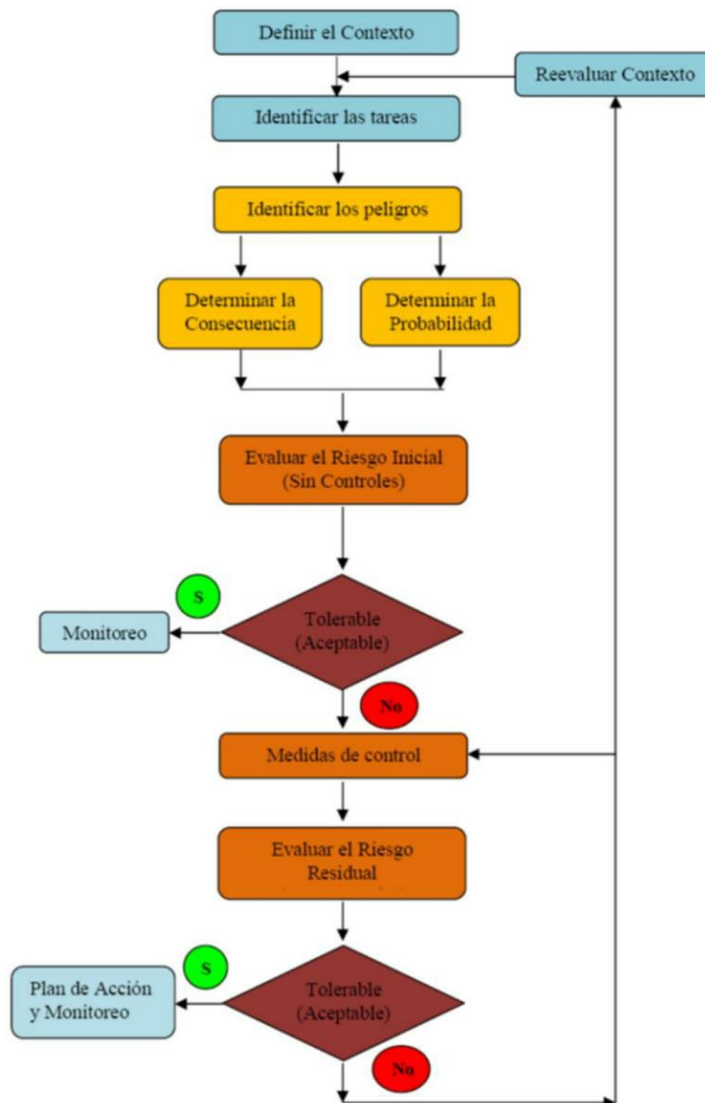 Definir el Contexto
Reevaluar Contexto
Identificar las tareas
Identificar los peligros
Determinar la
Consecuencia
Determinar la
Probabilidad
Evaluar el Riesgo Inicial
(Sin Controles)
S
Tolerable
(Aceptable)
Monitoreo
No
Medidas de control
Evaluar el Riesgo
Residual
S
Tolerable
(Aceptable)
Plan de Acción
y Monitoreo
No